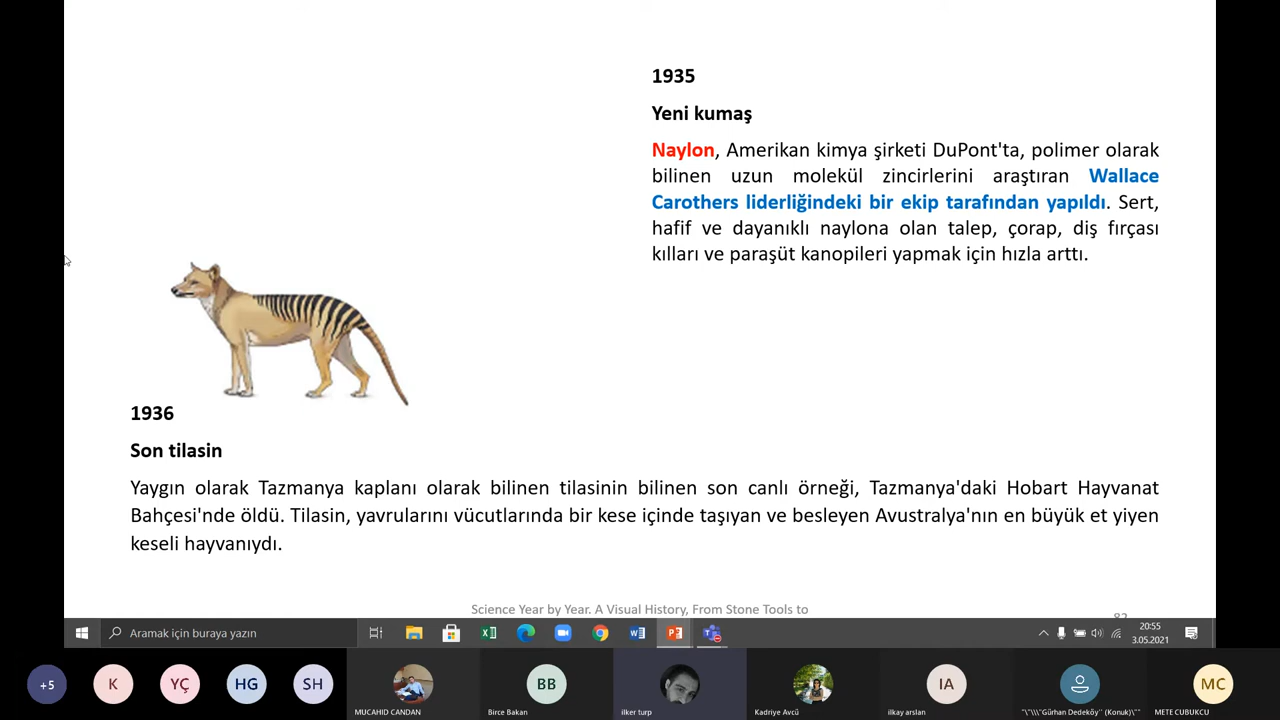 1935
Yeni kumaş
Naylon, Amerikan kimya şirketi DuPont'ta, polimer olarak
bilinen uzun molekül zincirlerini araştıran Wallace
Carothers liderliğindeki bir ekip tarafından yapıldı. Sert,
hafif ve dayanıklı naylona olan talep, çorap, diş fırçası
kılları ve paraşüt kanopileri yapmak için hızla arttı.
1936
Son tilasin
Yaygın olarak Tazmanya kaplanı olarak bilinen tilasinin bilinen son canlı örneği, Tazmanya'daki Hobart Hayvanat
Bahçesi'nde öldü. Tilasin, yavrularını vücutlarında bir kese içinde taşıyan ve besleyen Avustralya'nın en büyük et yiyen
keseli hayvanıydı.
Science Year by Year. A Visual History, From Stone Tools to
Aramak için buraya yazın
20:55
3.05.2021
+5
K
YÇ
HG
SH
MUCAHID CANDAN
BB
Birce Bakan
ilker turp
Kadriye Avcü
IA
ilkay arslan
"\"\\\"Gürhan Dedeköy" (Konuk)\""
MC
METE CUBUKCU